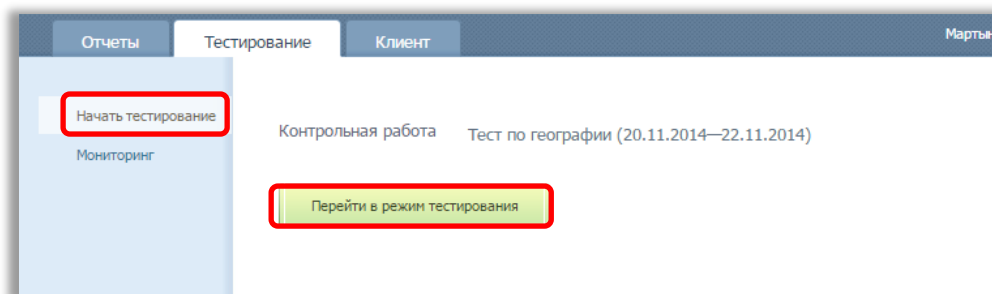 Отчеты Тестирование Клиент Мартын
Начать тестирование
Контрольная работа Тест по географии (20.11.2014—22.11.2014)
Мониторинг
Перейти в режим тестирования